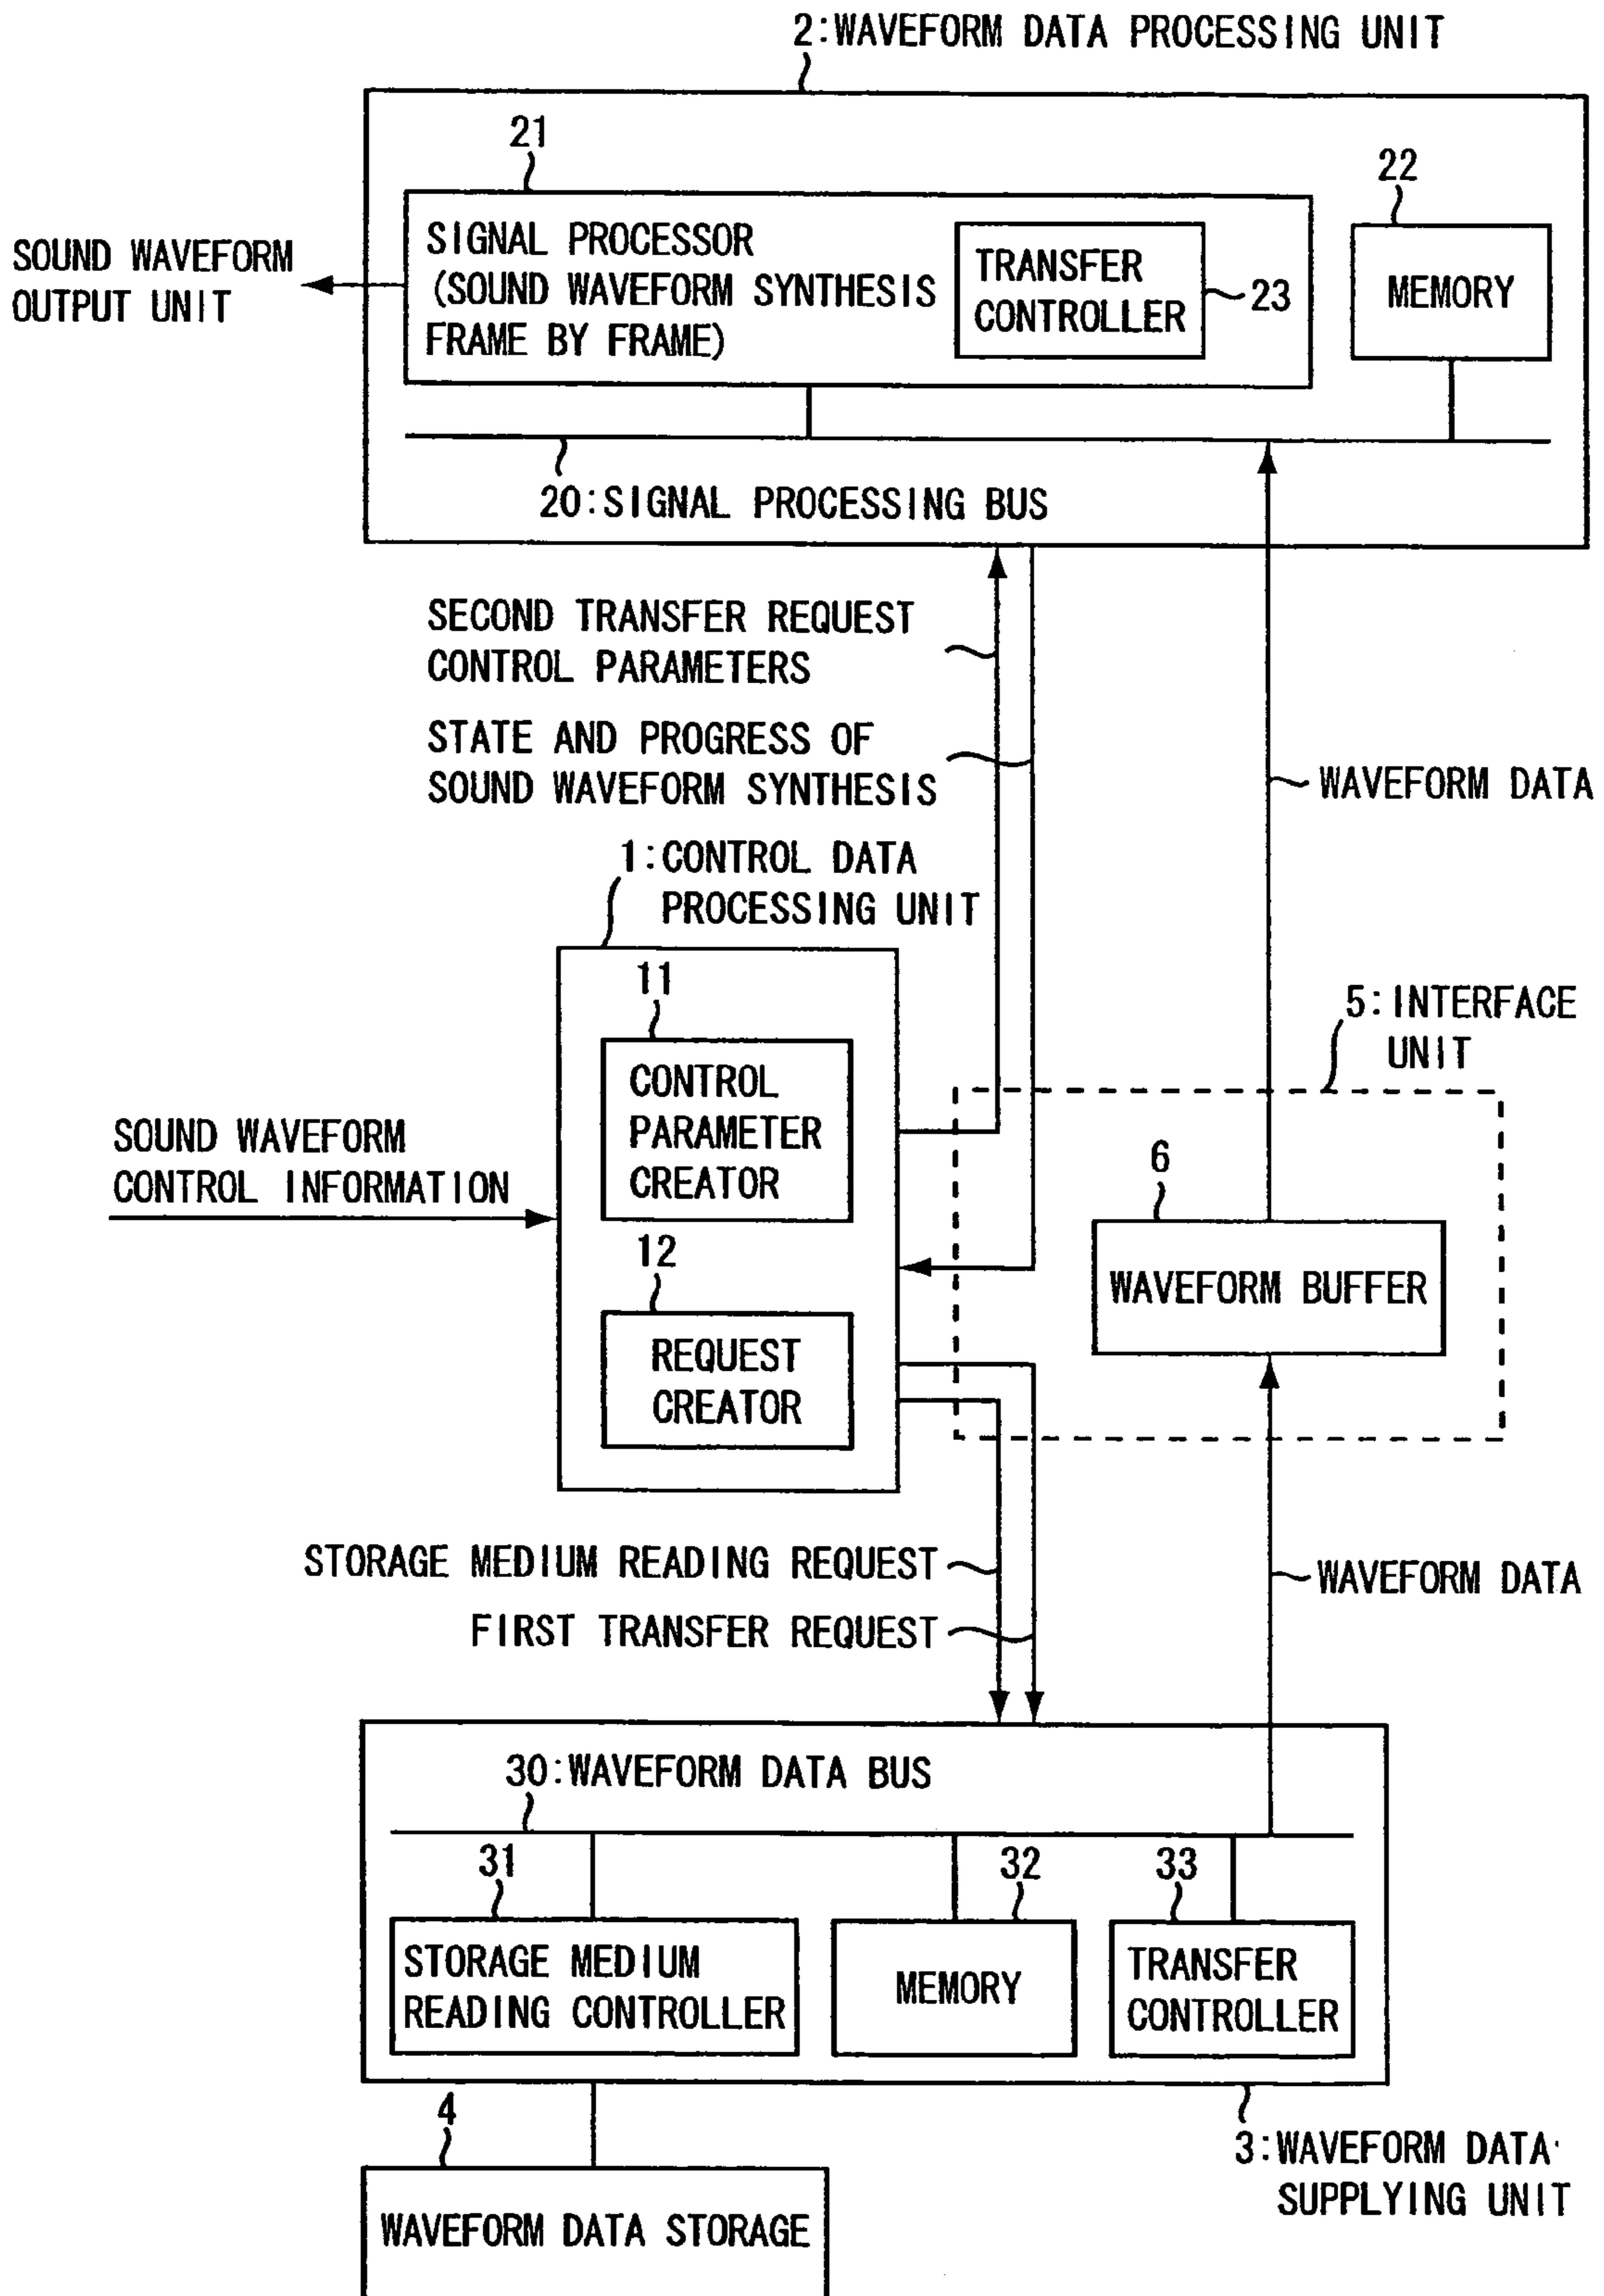 2:WAVEFORM DATA PROCESSING UNIT
21
22
SIGNAL PROCESSOR
(SOUND WAVEFORM SYNTHESIS
FRAME BY FRAME)
TRANSFER
CONTROLLER
23
MEMORY
SOUND WAVEFORM
OUTPUT UNIT
20:SIGNAL PROCESSING BUS
SECOND TRANSFER REQUEST
CONTROL PARAMETERS
STATE AND PROGRESS OF
SOUND WAVEFORM SYNTHESIS
WAVEFORM DATA
1:CONTROL DATA
PROCESSING UNIT
11
CONTROL
PARAMETER
CREATOR
5:INTERFACE
UNIT
SOUND WAVEFORM
CONTROL INFORMATION
6
WAVEFORM BUFFER
12
REQUEST
CREATOR
STORAGE MEDIUM READING REQUEST
FIRST TRANSFER REQUEST
WAVEFORM DATA
30:WAVEFORM DATA BUS
31
32
33
STORAGE MEDIUM
READING CONTROLLER
MEMORY
TRANSFER
CONTROLLER
4
3:WAVEFORM DATA
SUPPLYING UNIT
WAVEFORM DATA STORAGE